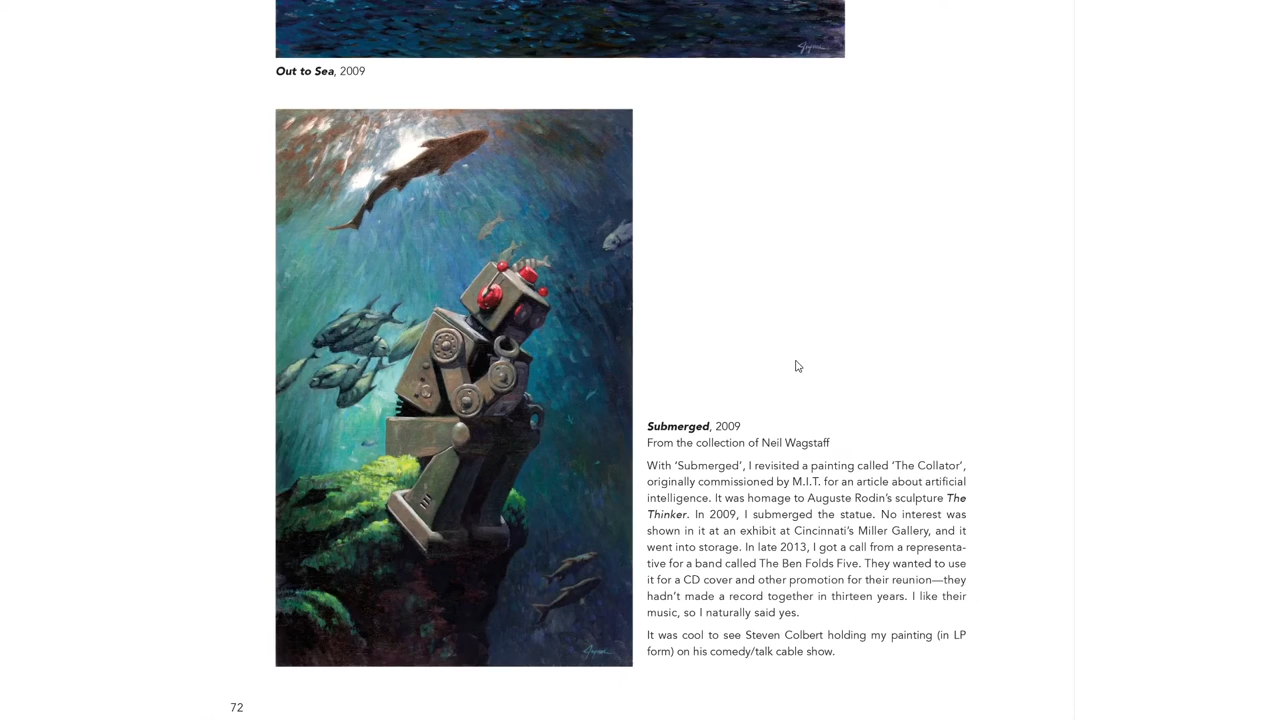 Out to Sea, 2009
Submerged, 2009
From the collection of Neil Wagstaff
With ‘Submerged’, I revisited a painting called ‘The Collator’,
originally commissioned by M.I.T. for an article about artificial
intelligence. It was homage to Auguste Rodin’s sculpture The
Thinker. In 2009, I submerged the statue. No interest was
shown in it at an exhibit at Cincinnati’s Miller Gallery, and it
went into storage. In late 2013, I got a call from a representa-
tive for a band called The Ben Folds Five. They wanted to use
it for a CD cover and other promotion for their reunion—they
hadn’t made a record together in thirteen years. I like their
music, so I naturally said yes.
It was cool to see Steven Colbert holding my painting (in LP
form) on his comedy/talk cable show.
72